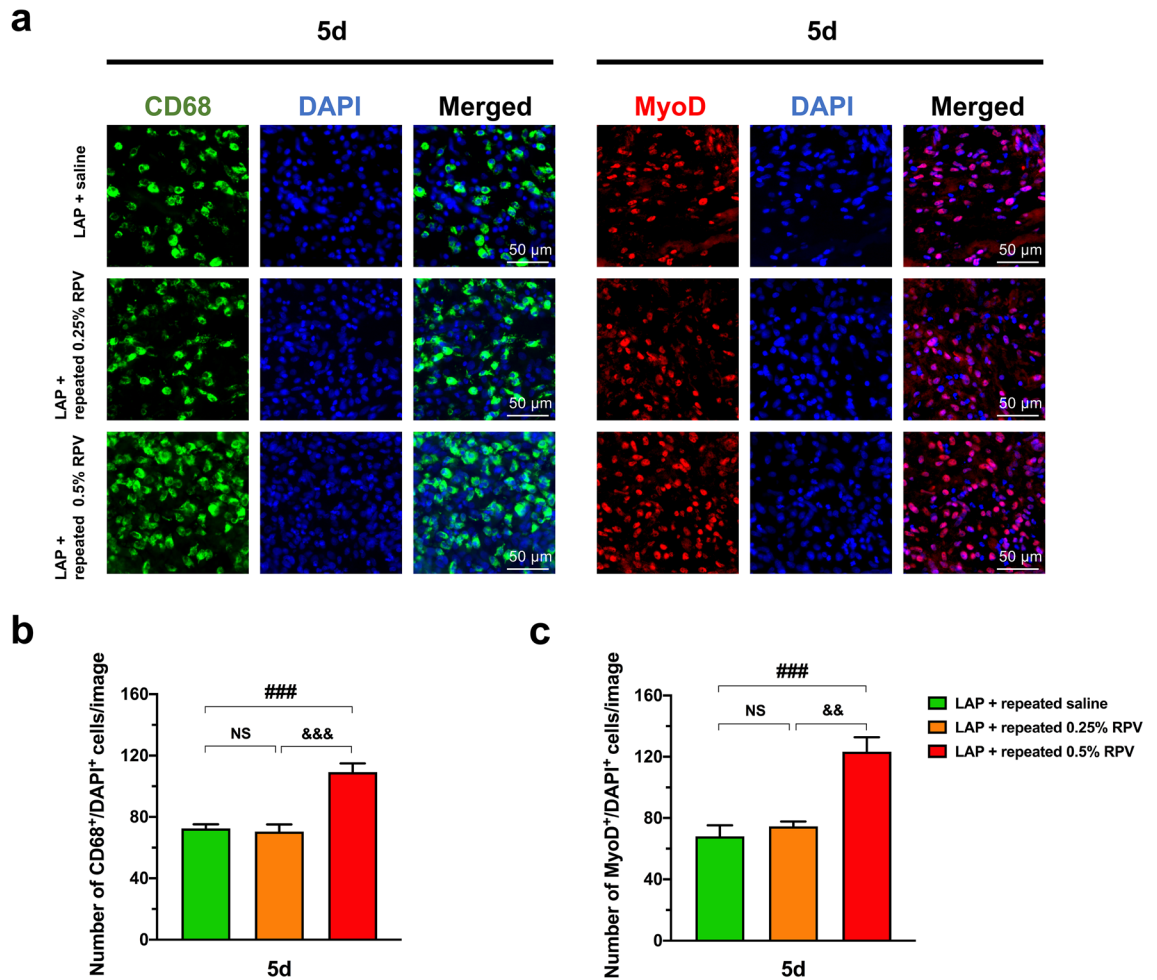 a
5d 5d
CD68 DAPI Merged MyoD DAPI Merged
LAP + saline
50 µm 50 µm
LAP +
repeated 0.25% RPV
50 µm 50 µm
LAP +
repeated 0.5% RPV
50 µm 50 µm
b
Number of CD68+/DAPI+ cells/image
160
120
80
40
0
###
NS &&&
5d
c
Number of MyoD+/DAPI+ cells/image
160
120
80
40
0
###
NS &&
5d
LAP + repeated saline
LAP + repeated 0.25% RPV
LAP + repeated 0.5% RPV